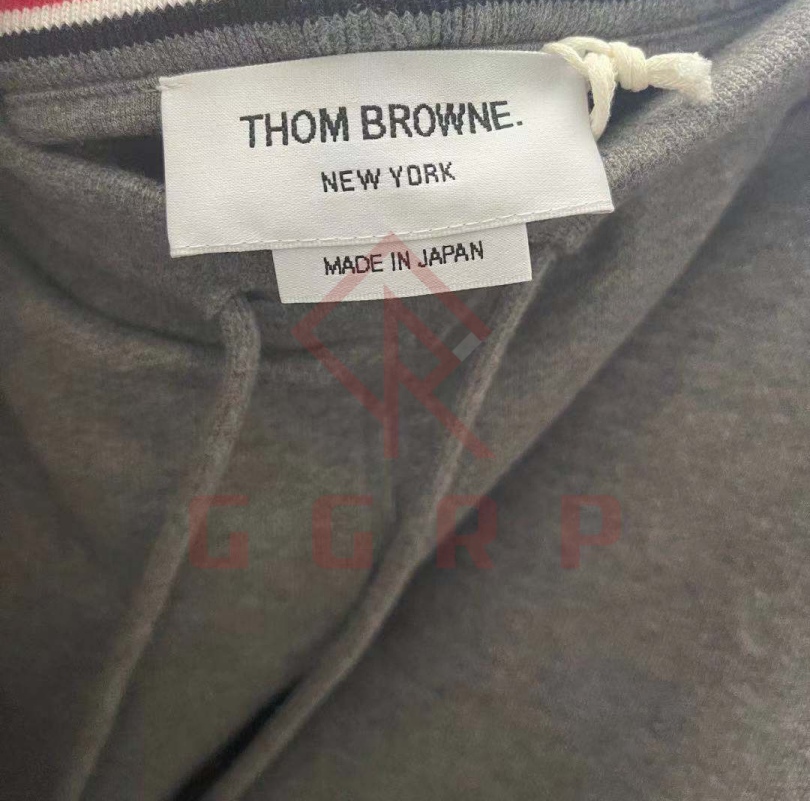 THOM BROWNE.
NEW YORK
MADE IN JAPAN
GGRP